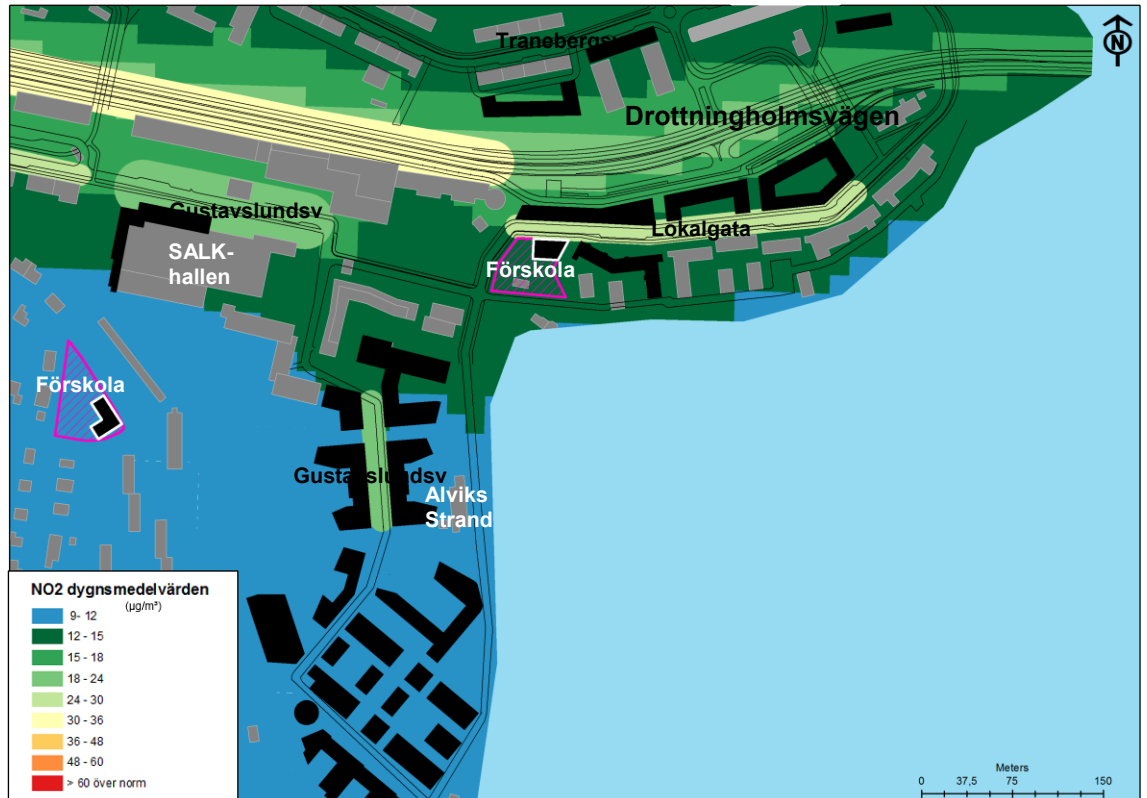 Tranebergsv
N
Drottningholmsvägen
Gustavslundsv
SALK-
hallen
Lokalgata
Förskola
Förskola
Gustavslundsv
Alviks
Strand
NO2 dygnsmedelvärden
(µg/m³)
9- 12
12 - 15
15 - 18
18 - 24
24 - 30
30 - 36
36 - 48
48 - 60
> 60 över norm
Meters
0 37,5 75 150